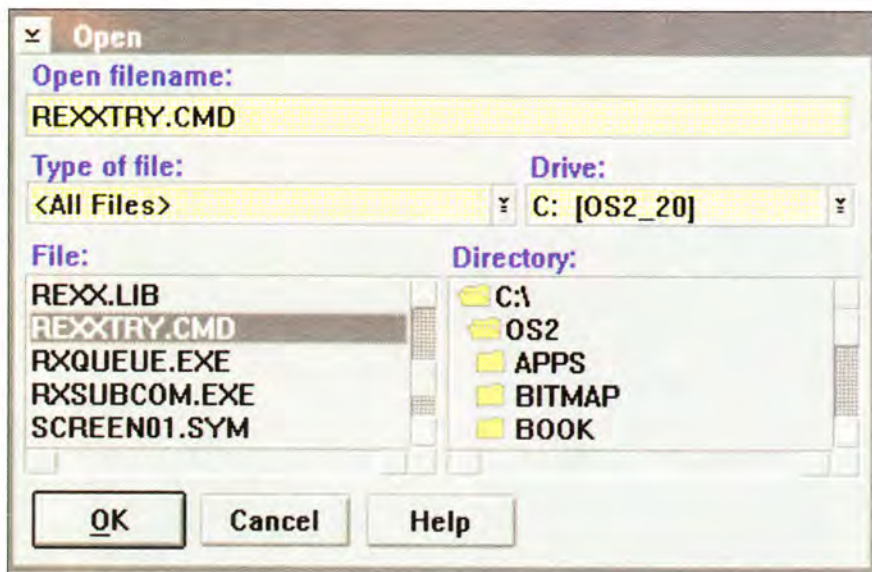 Open
Open filename:
REXXTRY.CMD
Type of file:
Drive:
<All Files>
C: [OS2_20]
File:
Directory:
REXX.LIB
REXXTRY.CMD
RXQUEUE.EXE
RXSUBCOM.EXE
SCREEN01.SYM
C:\
OS2
APPS
BITMAP
BOOK
OK
Cancel
Help